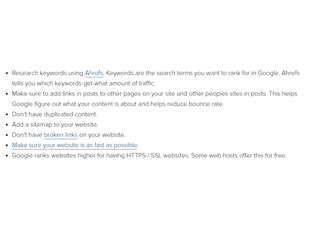 • Research keywords using Ahrefs. Keywords are the search terms you want to rank for in Google. Ahrefs
tells you which keywords get what amount of traffic.
• Make sure to add links in posts to other pages on your site and other peoples sites in posts. This helps
Google figure out what your content is about and helps reduce bounce rate.
• Don't have duplicated content.
• Add a sitemap to your website.
• Don't have broken links on your website.
• Make sure your website is as fast as possible.
• Google ranks websites higher for having HTTPS / SSL websites. Some web hosts offer this for free.